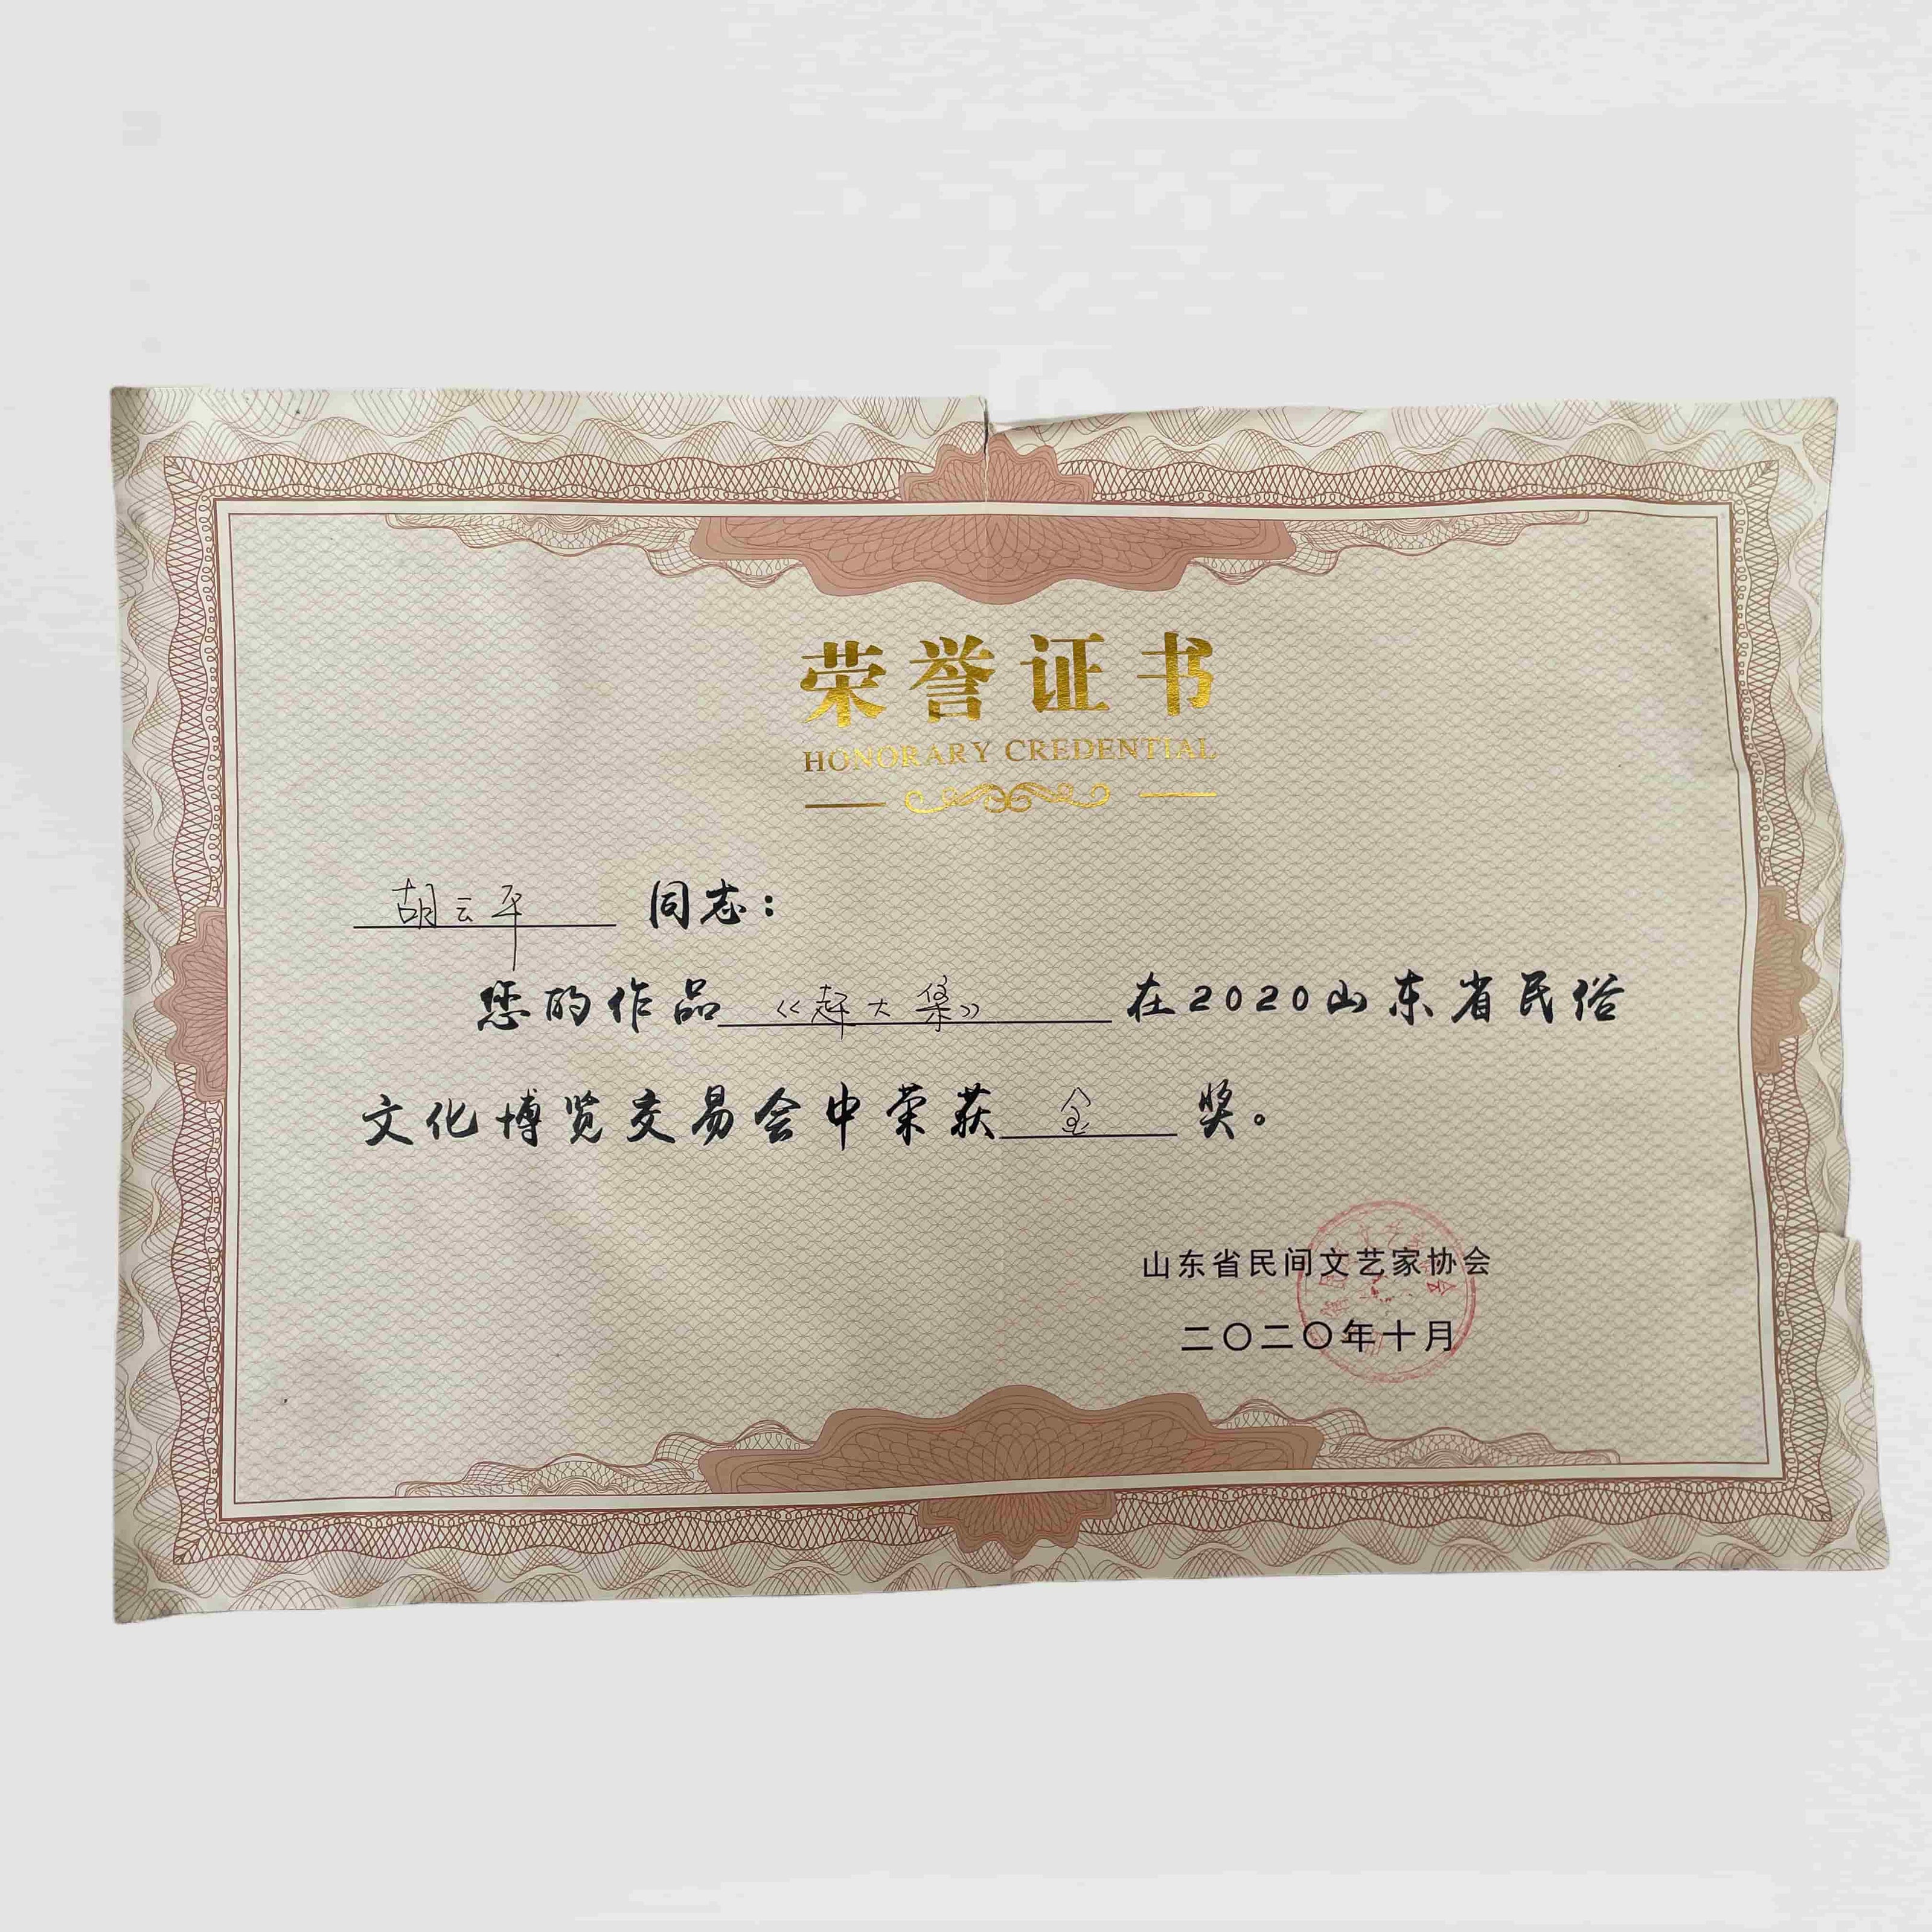 荣誉证书
HONORARY CREDENTIAL
胡云平 同志：
您的作品《赶大集》在2020山东省民俗
文化博览交易会中荣获 金 奖。
山东省民间文艺家协会
二〇二〇年十月